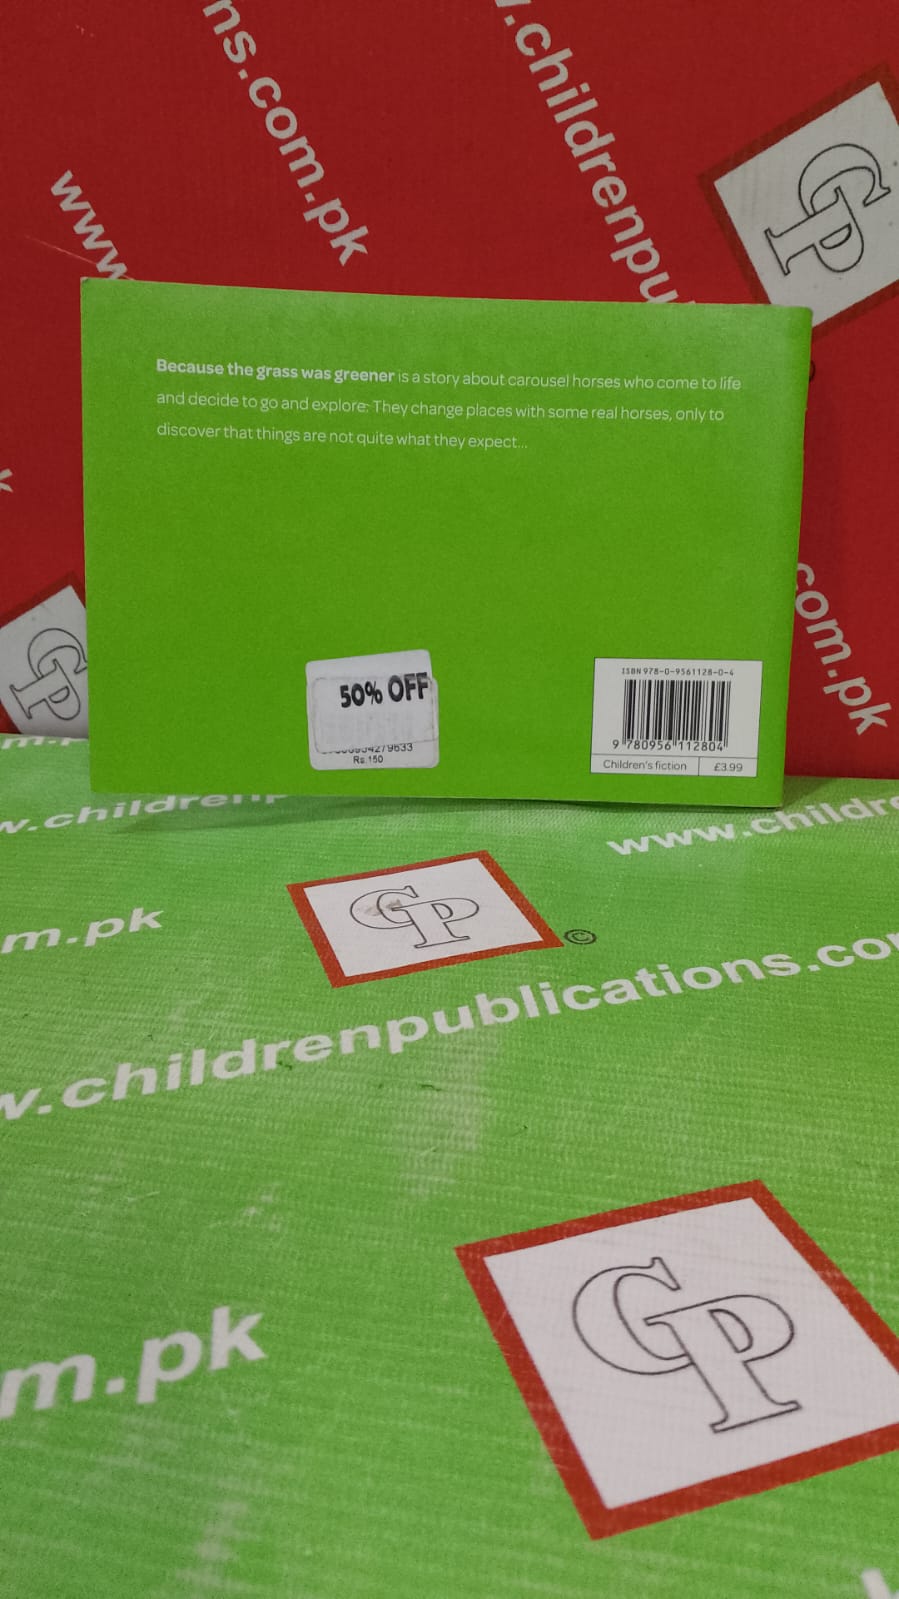 ns.com.pk
.childrenpu
www
CP
Because the grass was greener is a story about carousel horses who come to life
and decide to go and explore. They change places with some real horses, only to
discover that things are not quite what they expect...
com.pk
CP
50% OFF
Rs.150
ISBN 978-0-9561128-0-4
9 780956 112804
Children's fiction £3.99
w.childrenp
www.childre
m.pk
CP
©
w.childrenpublications.co
m.pk
CP